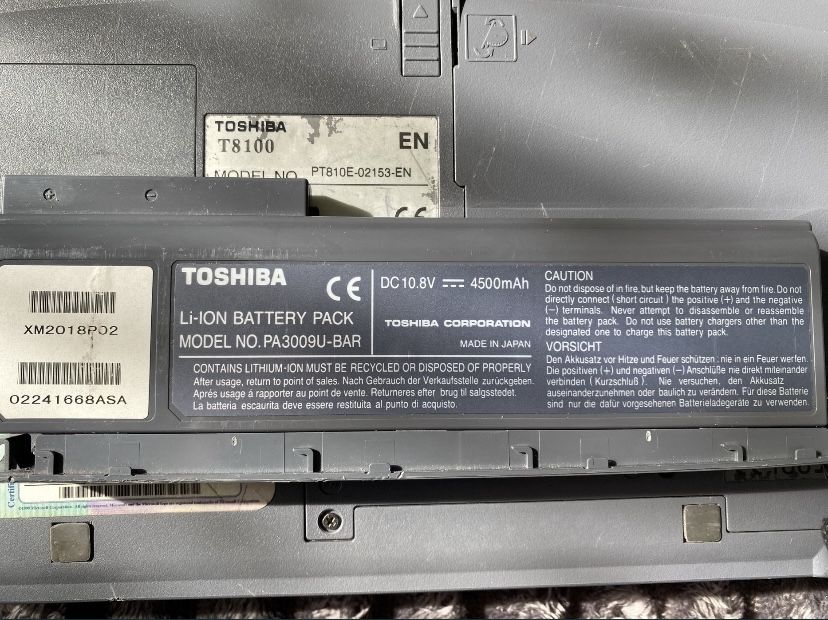 TOSHIBA
T8100
EN
MODEL NO. PT810E-02153-EN
CE
XM2018P02
02241668ASA
TOSHIBA
CE
Li-ION BATTERY PACK
MODEL NO. PA3009U-BAR
DC10.8V 4500mAh
TOSHIBA CORPORATION
MADE IN JAPAN
CONTAINS LITHIUM-ION MUST BE RECYCLED OR DISPOSED OF PROPERLY
After usage, return to point of sales. Nach Gebrauch der Verkaufsstelle zurückgeben.
Aprés usagé à rapporter au point de vente. Returneres efter brug til salgsstedet.
La batteria escaurita deve essere restituita al punto di acquisto.
CAUTION
Do not dispose of in fire, but keep the battery away from fire. Do not
directly connect ( short circuit ) the positive (+) and the negative
(−) terminals. Never attempt to disassemble or reassemble
the battery pack. Do not use battery chargers other than the
designated one to charge this battery pack.
VORSICHT
Den Akkusatz vor Hitze und Feuer schützen : nie in ein Feuer werfen.
Die positiven (+) und negativen (−) Anschlüße nie direkt miteinander
verbinden ( Kurzschluß ). Nie versuchen, den Akkusatz
auseinanderzunehmen oder baulich zu verändern. Für diese Batterie
sind nur die dafür vorgesehenen Batterieladegeräte zu verwenden.
Certifi